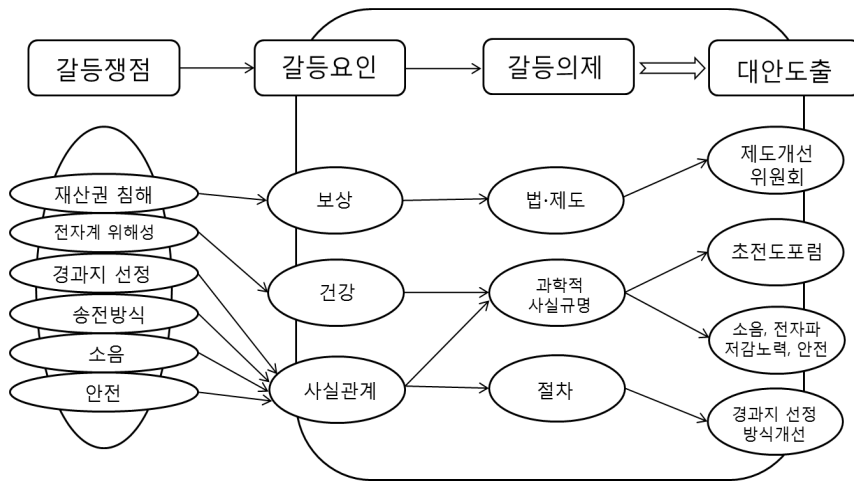 갈등쟁점
갈등요인
갈등의제
대안도출
재산권 침해
전자계 위해성
경과지 선정
송전방식
소음
안전
보상
건강
사실관계
법·제도
과학적
사실규명
절차
제도개선
위원회
초전도포럼
소음, 전자파
저감노력, 안전
경과지 선정
방식개선